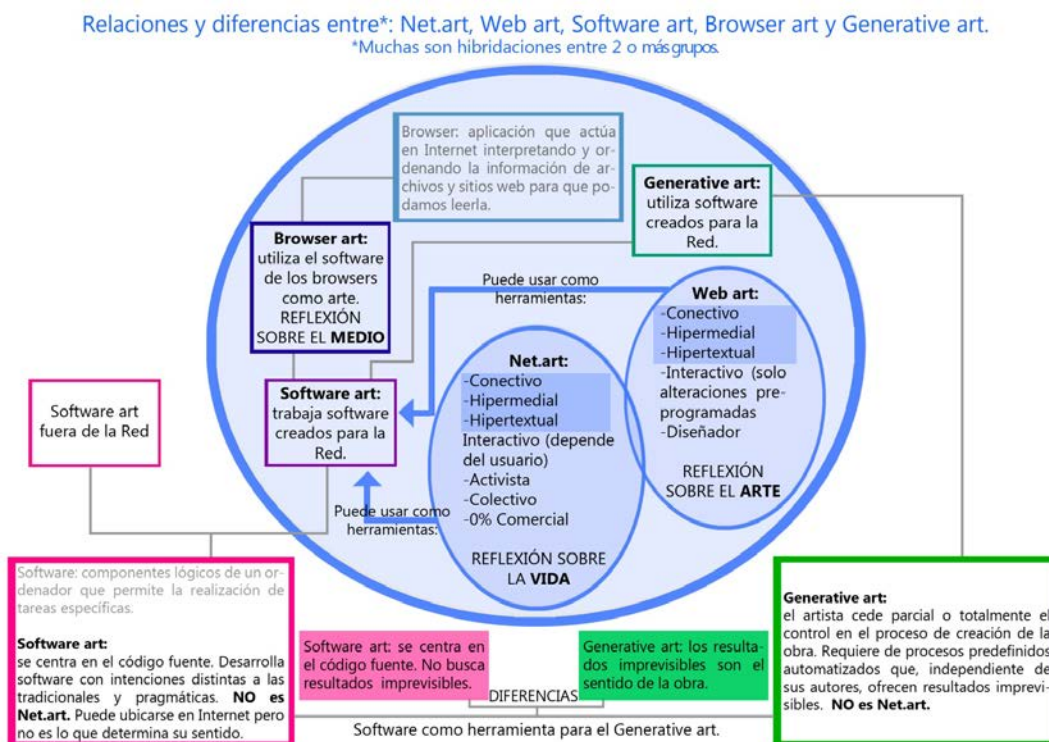 Relaciones y diferencias entre*: Net.art, Web art, Software art, Browser art y Generative art.
*Muchas son hibridaciones entre 2 o más grupos.
Browser: aplicación que actúa
en Internet interpretando y or-
denando la información de ar-
chivos y sitios web para que po-
damos leerla.
Generative art:
utiliza software
creados para la
Red.
Browser art:
utiliza el software
de los browsers
como arte.
REFLEXIÓN
SOBRE EL MEDIO
Puede usar como
herramientas:
Web art:
-Conectivo
-Hipermedial
-Hipertextual
-Interactivo (solo
alteraciones pre-
programadas
-Diseñador
REFLEXIÓN
SOBRE EL ARTE
Net.art:
-Conectivo
-Hipermedial
-Hipertextual
Interactivo (depende
del usuario)
-Activista
-Colectivo
-0% Comercial
REFLEXIÓN SOBRE
LA VIDA
Software art:
trabaja software
creados para la
Red.
Software art
fuera de la Red
Puede usar como
herramientas:
Software: componentes lógicos de un or-
denador que permite la realización de
tareas específicas.
Software art:
se centra en el código fuente. Desarrolla
software con intenciones distintas a las
tradicionales y pragmáticas. NO es
Net.art. Puede ubicarse en Internet pero
no es lo que determina su sentido.
Software art: se centra
en el código fuente. No busca
resultados imprevisibles.
Generative art: los resulta-
dos imprevisibles son el
sentido de la obra.
DIFERENCIAS
Software como herramienta para el Generative art.
Generative art:
el artista cede parcial o totalmente el
control en el proceso de creación de la
obra. Requiere de procesos predefinidos
automatizados que, independiente de
sus autores, ofrecen resultados imprevi-
sibles. NO es Net.art.